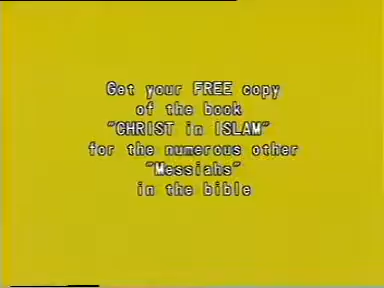 Get your FREE copy
of the book
"CHRIST in ISLAM"
for the numerous other
"Messiahs"
in the bible